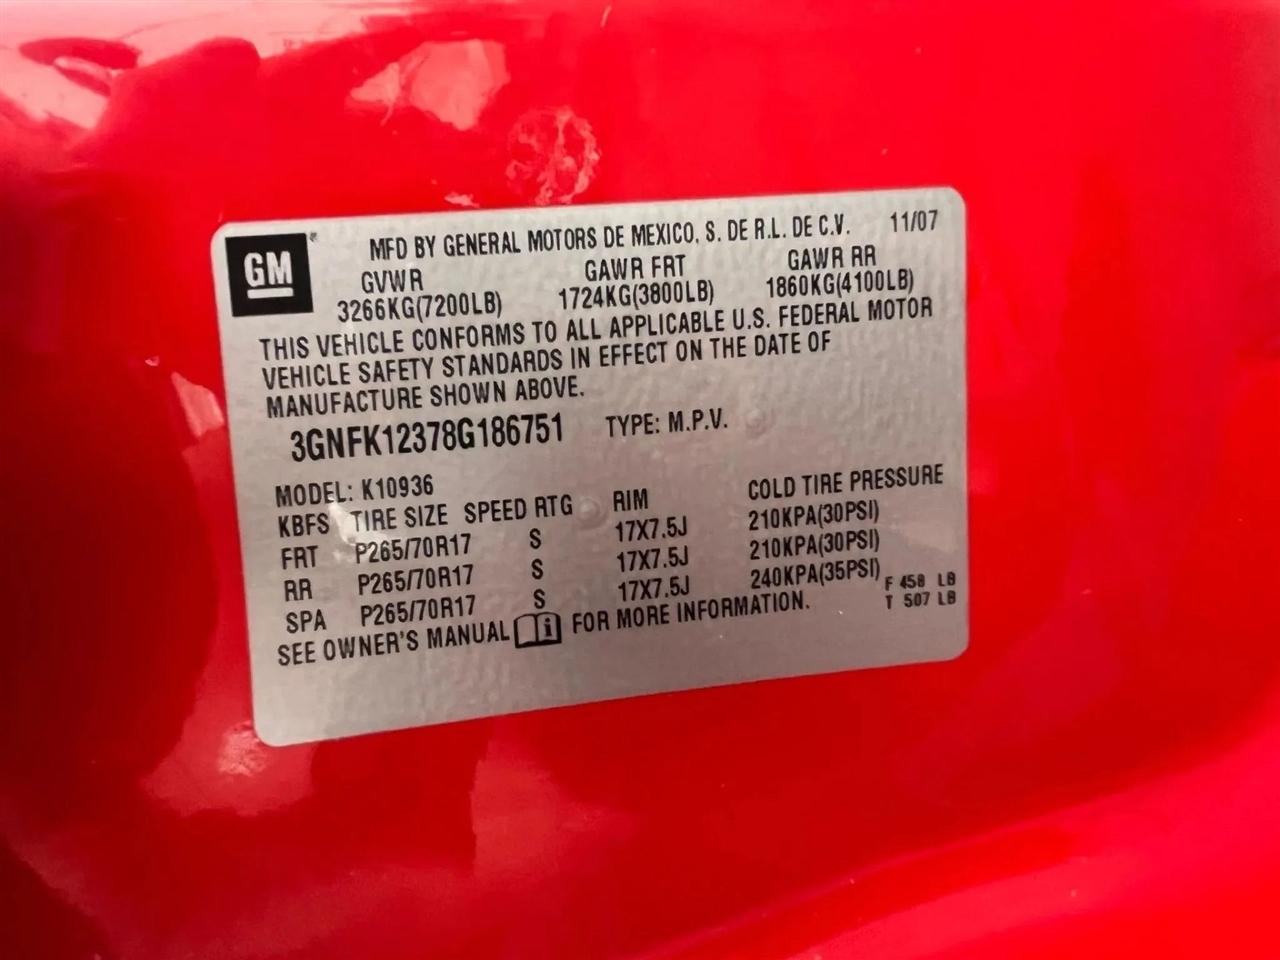 GM
MFD BY GENERAL MOTORS DE MEXICO, S. DE R.L. DE C.V. 11/07
GVWR GAWR FRT GAWR RR
3266KG(7200LB) 1724KG(3800LB) 1860KG(4100LB)
THIS VEHICLE CONFORMS TO ALL APPLICABLE U.S. FEDERAL MOTOR
VEHICLE SAFETY STANDARDS IN EFFECT ON THE DATE OF
MANUFACTURE SHOWN ABOVE.
3GNFK12378G186751 TYPE: M.P.V.
MODEL: K10936
KBFS TIRE SIZE SPEED RTG RIM COLD TIRE PRESSURE
FRT P265/70R17 S 17X7.5J 210KPA(30PSI)
RR P265/70R17 S 17X7.5J 210KPA(30PSI)
SPA P265/70R17 S 17X7.5J 240KPA(35PSI)
SEE OWNER'S MANUAL i FOR MORE INFORMATION.
F 458 LB
T 507 LB